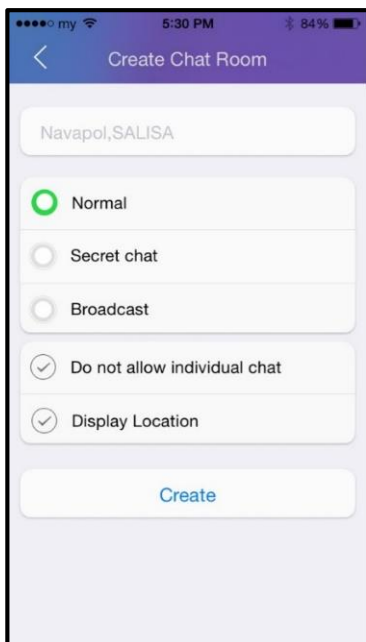 my 5:30 PM 84%
Create Chat Room
Navapol,SALISA
Normal
Secret chat
Broadcast
Do not allow individual chat
Display Location
Create